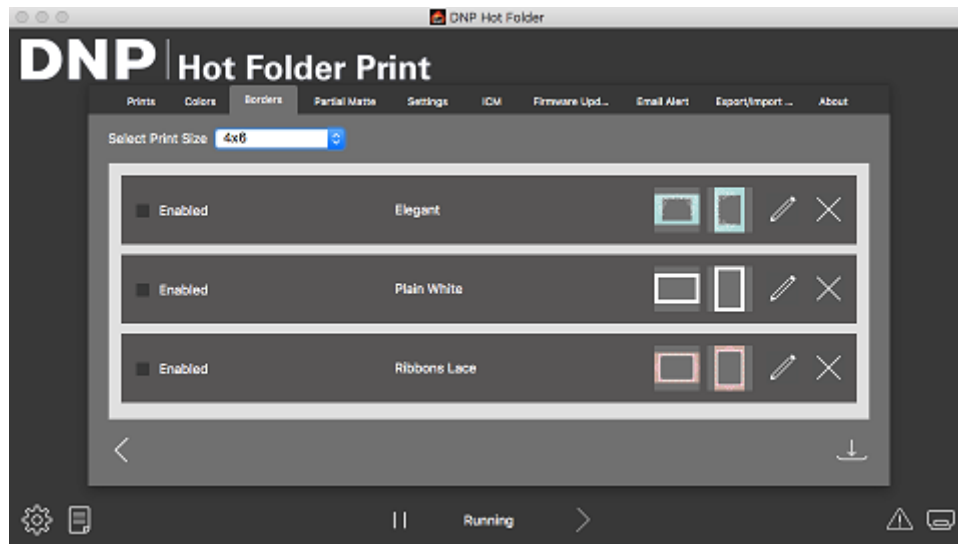 DNP Hot Folder
DNP Hot Folder Print
Prints Colors Borders Partial Matte Settings ICM Firmware Upd... Email Alert Export/Import ... About
Select Print Size 4x6
Enabled Elegant
Enabled Plain White
Enabled Ribbons Lace
Running